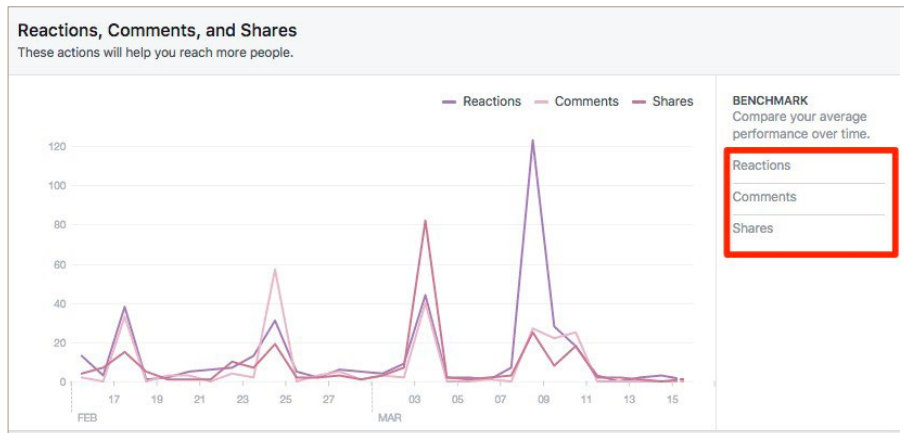 Reactions, Comments, and Shares
These actions will help you reach more people.
Reactions Comments Shares
BENCHMARK
Compare your average
performance over time.
Reactions
Comments
Shares
120
100
80
60
40
20
0
17 19 21 23 25 27 03 05 07 09 11 13 15
FEB MAR